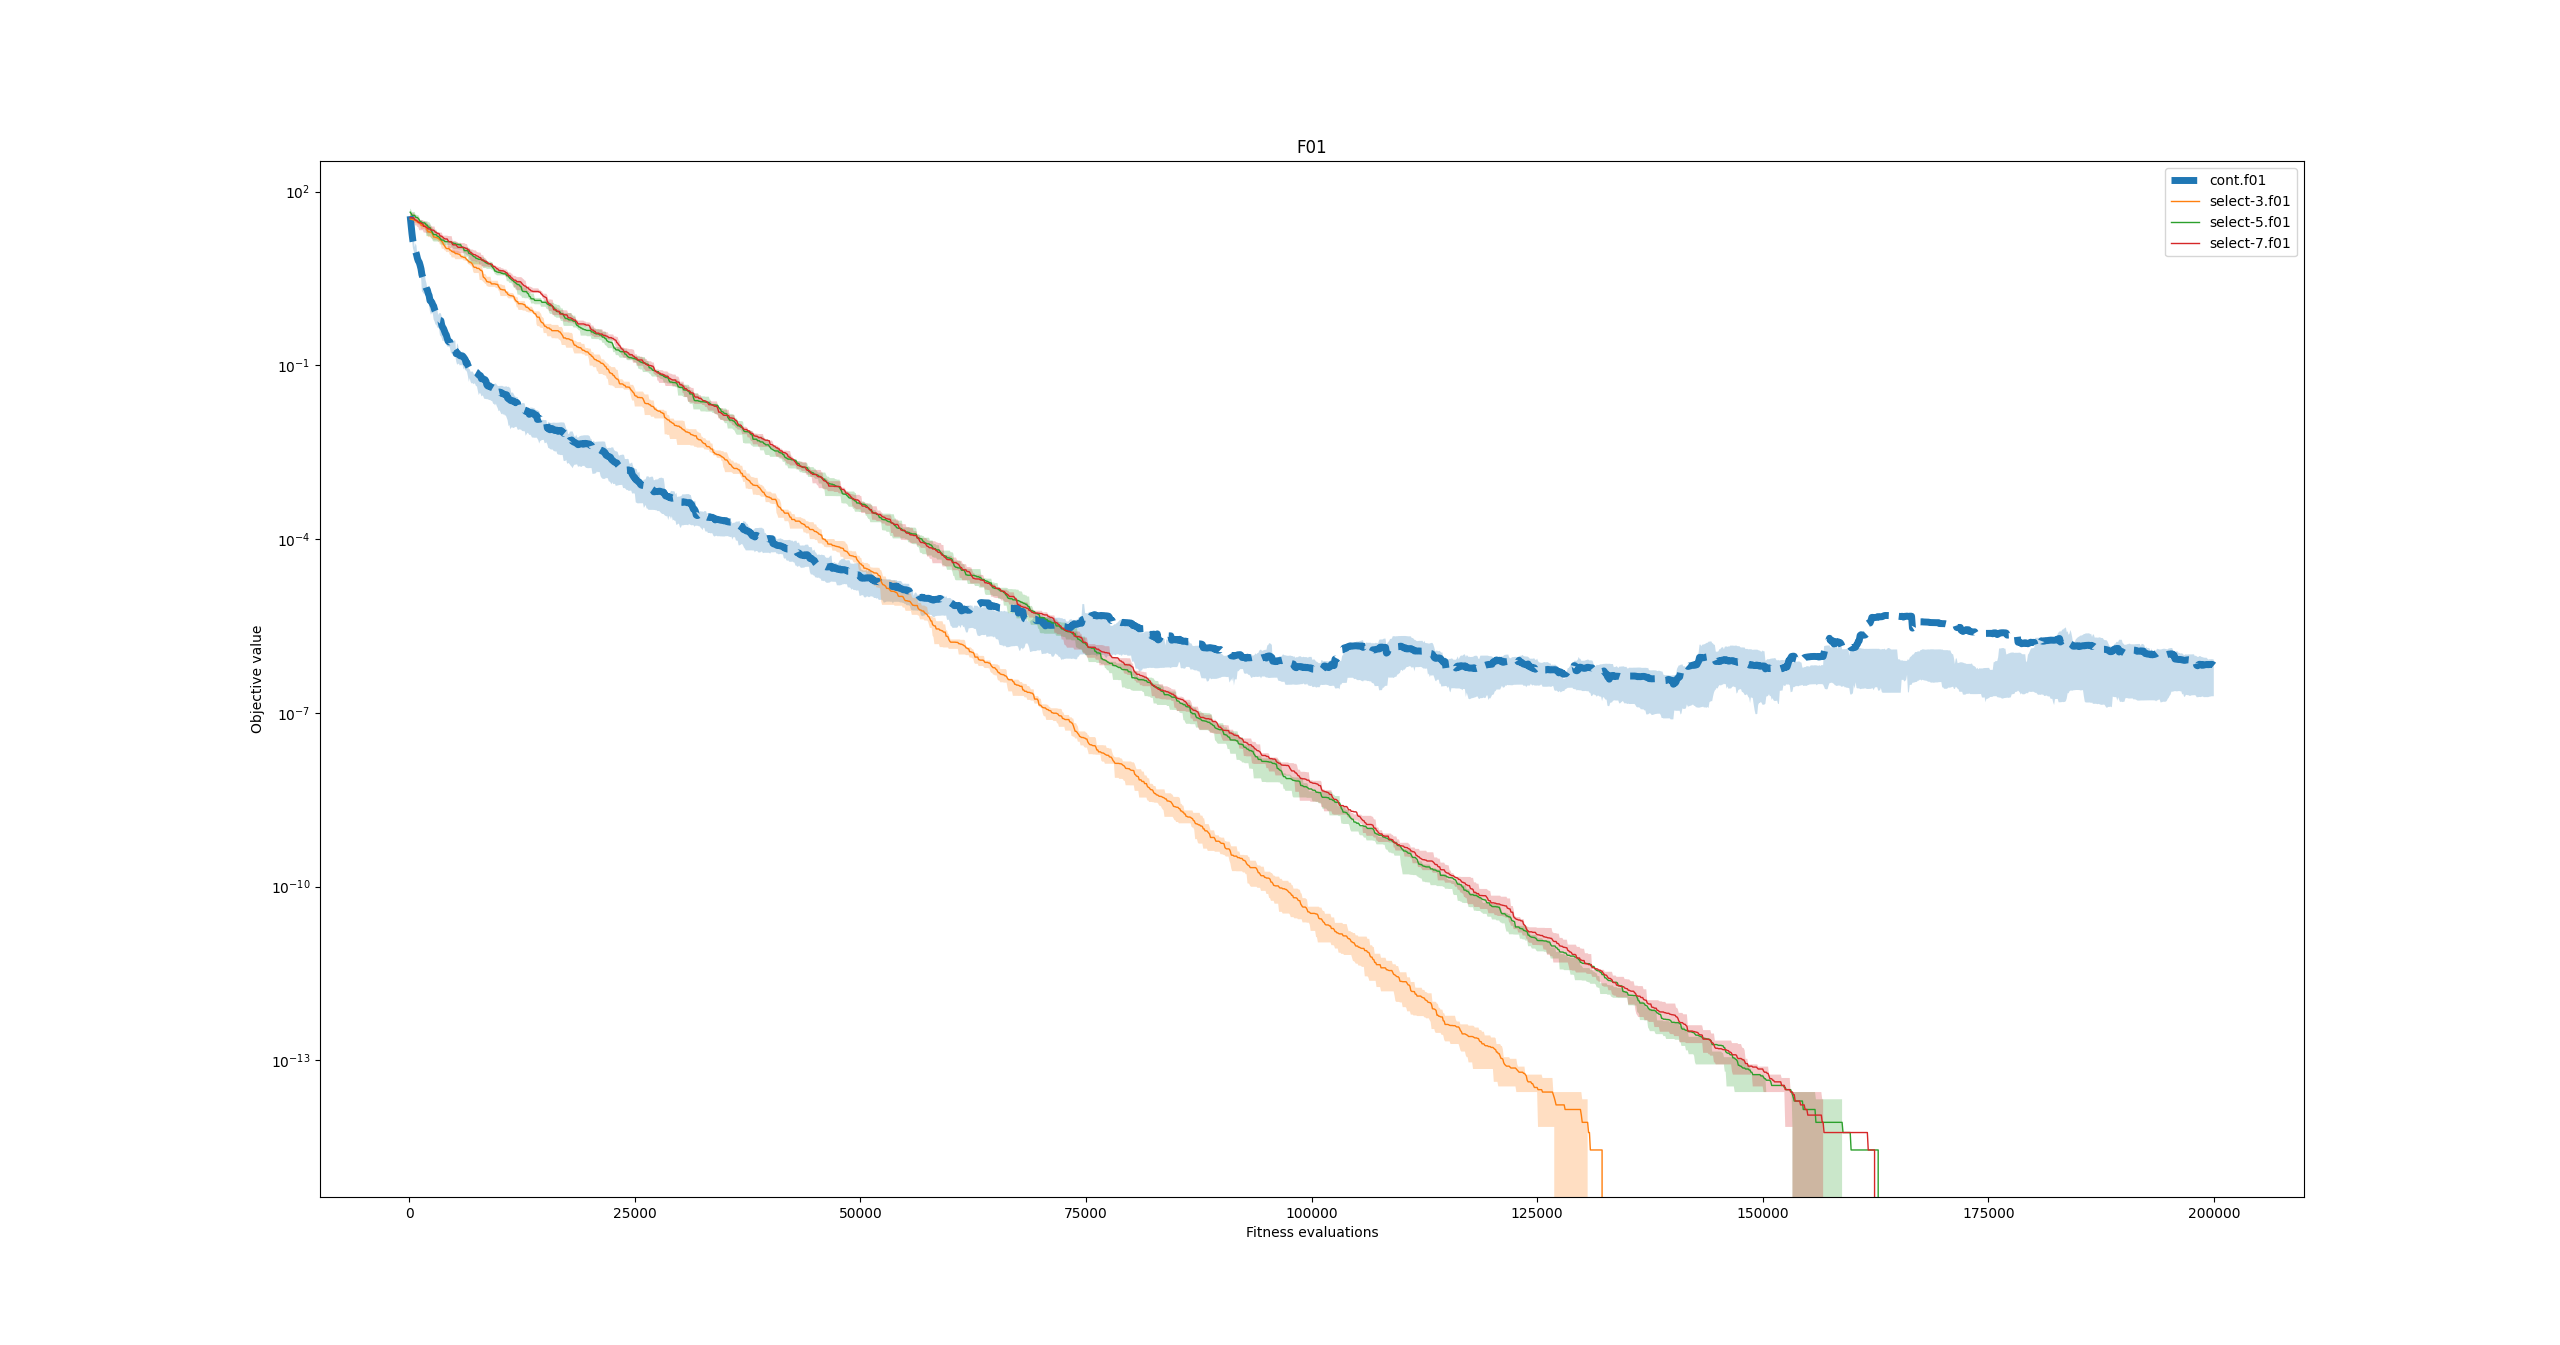 F01
10^2
10^−1
10^−4
10^−7
10^−10
10^−13
Objective value
cont.f01
select-3.f01
select-5.f01
select-7.f01
0 25000 50000 75000 100000 125000 150000 175000 200000
Fitness evaluations